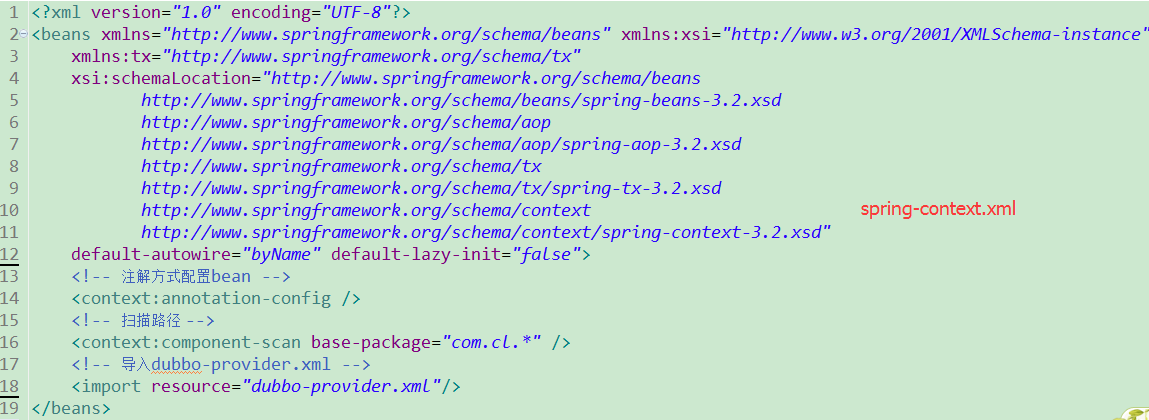 1 <?xml version="1.0" encoding="UTF-8"?>
2 <beans xmlns="http://www.springframework.org/schema/beans" xmlns:xsi="http://www.w3.org/2001/XMLSchema-instance"
3 xmlns:tx="http://www.springframework.org/schema/tx"
4 xsi:schemaLocation="http://www.springframework.org/schema/beans
5 http://www.springframework.org/schema/beans/spring-beans-3.2.xsd
6 http://www.springframework.org/schema/aop
7 http://www.springframework.org/schema/aop/spring-aop-3.2.xsd
8 http://www.springframework.org/schema/tx
9 http://www.springframework.org/schema/tx/spring-tx-3.2.xsd
10 http://www.springframework.org/schema/context spring-context.xml
11 http://www.springframework.org/schema/context/spring-context-3.2.xsd"
12 default-autowire="byName" default-lazy-init="false">
13 <!-- 注解方式配置bean -->
14 <context:annotation-config />
15 <!-- 扫描路径 -->
16 <context:component-scan base-package="com.cl.*" />
17 <!-- 导入dubbo-provider.xml -->
18 <import resource="dubbo-provider.xml"/>
19 </beans>